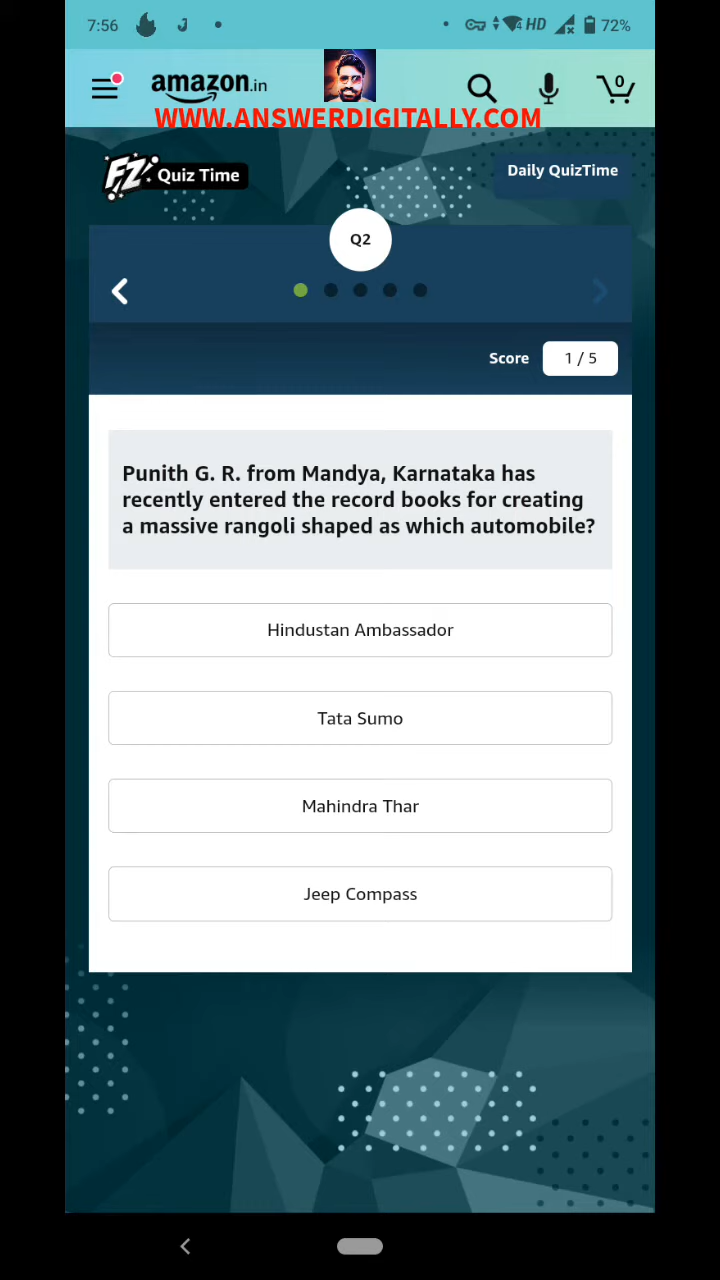 7:56
HD
72%
amazon.in
0
WWW.ANSWERDIGITALLY.COM
FZ Quiz Time
Daily QuizTime
Q2
Score 1 / 5
Punith G. R. from Mandya, Karnataka has
recently entered the record books for creating
a massive rangoli shaped as which automobile?
Hindustan Ambassador
Tata Sumo
Mahindra Thar
Jeep Compass